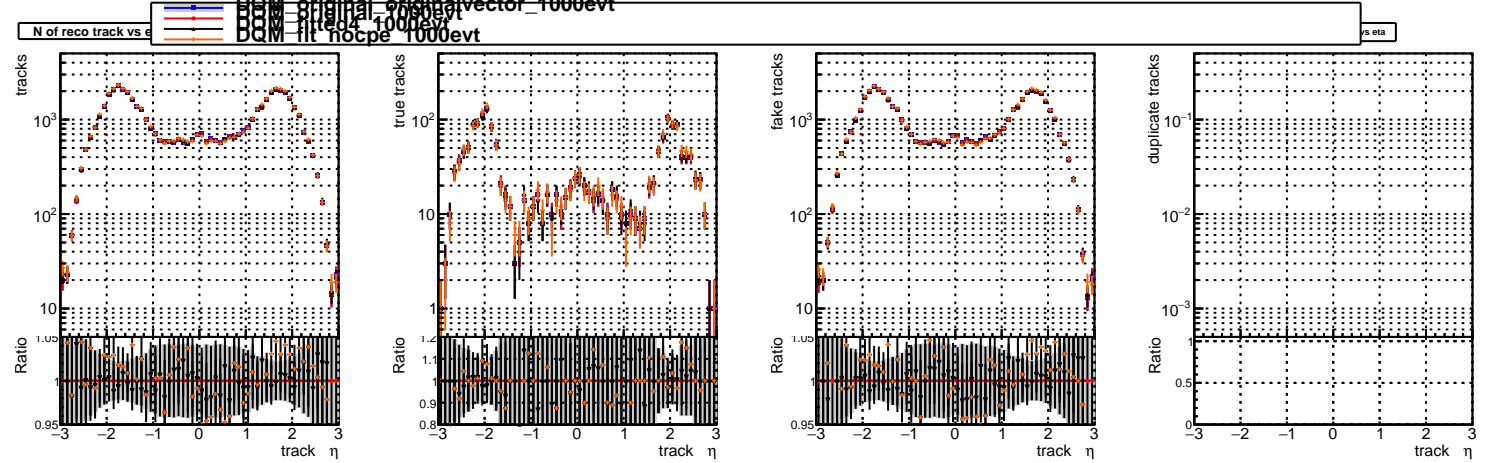 DQM_original_originalvector_1000evt
DQM_original_1000evt
DQM_fitted4_1000evt
DQM_fit_nocpe_1000evt
N of reco track vs e
vs eta
tracks
10³
10²
10
Ratio
1.05
1
0.95
−3 −2 −1 0 1 2 3
track η
true tracks
10²
10
1
Ratio
1.2
1.1
1
0.9
0.8
−3 −2 −1 0 1 2 3
track η
fake tracks
10³
10²
10
Ratio
1.05
1
0.95
−3 −2 −1 0 1 2 3
track η
duplicate tracks
10⁻¹
10⁻²
10⁻³
Ratio
1
0.5
0
−3 −2 −1 0 1 2 3
track η